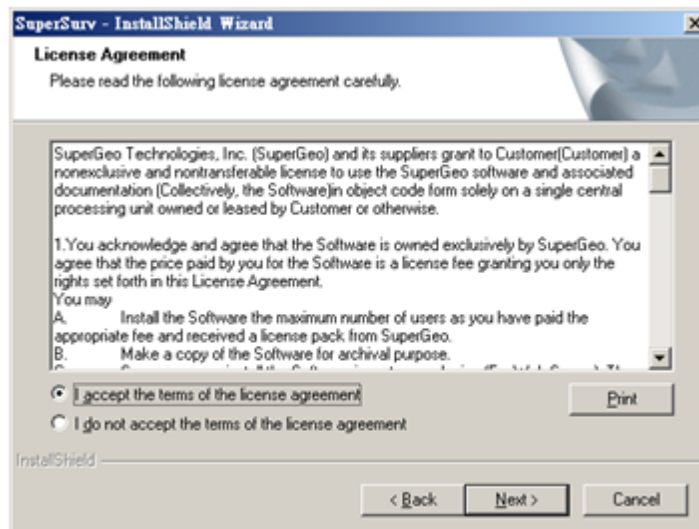 SuperSurv - InstallShield Wizard
License Agreement
Please read the following license agreement carefully.
SuperGeo Technologies, Inc. (SuperGeo) and its suppliers grant to Customer(Customer) a
nonexclusive and nontransferable license to use the SuperGeo software and associated
documentation (Collectively, the Software)in object code form solely on a single central
processing unit owned or leased by Customer or otherwise.
1.You acknowledge and agree that the Software is owned exclusively by SuperGeo. You
agree that the price paid by you for the Software is a license fee granting you only the
rights set forth in this License Agreement.
You may
A. Install the Software the maximum number of users as you have paid the
appropriate fee and received a license pack from SuperGeo.
B. Make a copy of the Software for archival purpose.
I accept the terms of the license agreement
Print
I do not accept the terms of the license agreement
InstallShield
< Back
Next >
Cancel